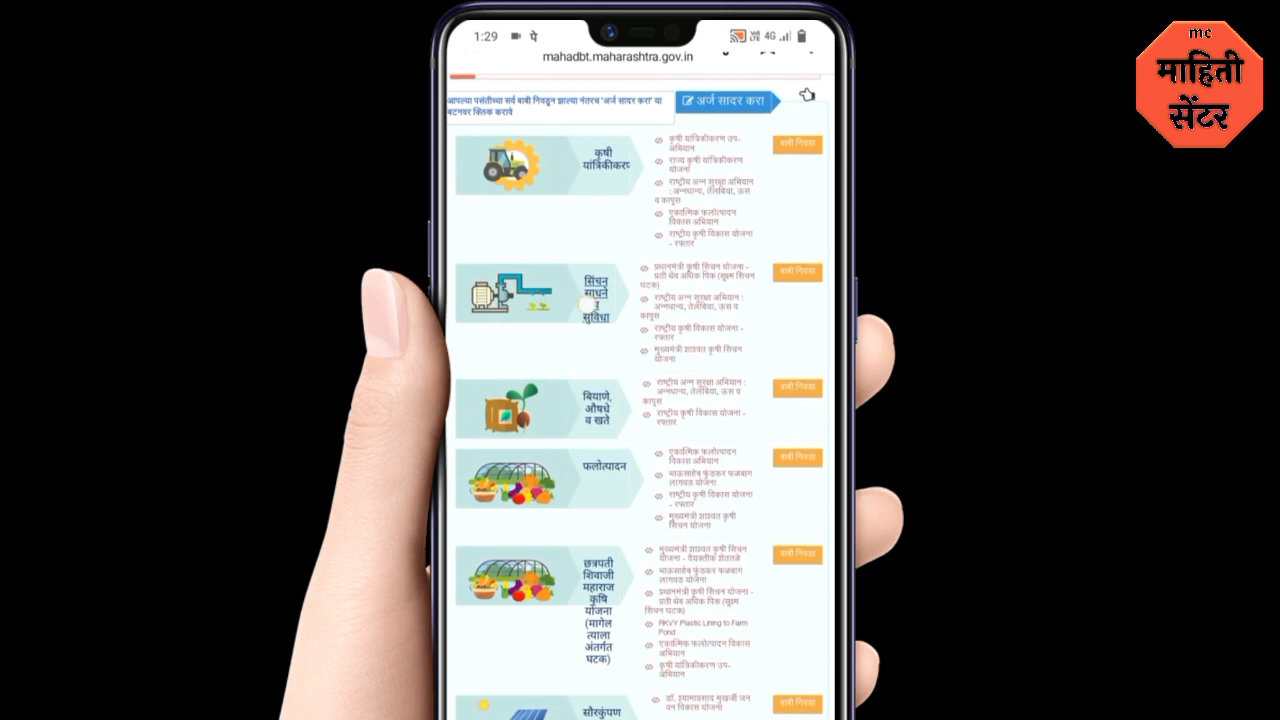 1:29
पे
4G
mahadbt.maharashtra.gov.in
mc
माहिती
सेंटर
आपल्या पसंतीच्या सर्व बाबी निवडून झाल्या नंतरच 'अर्ज सादर करा' या
बटनवर क्लिक करावे
अर्ज सादर करा
कृषी
यांत्रिकीकरण
कृषी यांत्रिकीकरण उप-
अभियान
राज्य कृषी यांत्रिकीकरण
योजना
राष्ट्रीय अन्न सुरक्षा अभियान
: अन्नधान्य, तेलबिया, ऊस
व कापूस
एकात्मिक फलोत्पादन
विकास अभियान
राष्ट्रीय कृषी विकास योजना
- रफ्तार
बाबी निवडा
सिंचन
साधने
सुविधा
प्रधानमंत्री कृषी सिंचन योजना -
प्रती थेंब अधिक पिक (सूक्ष्म सिंचन
घटक)
राष्ट्रीय अन्न सुरक्षा अभियान :
अन्नधान्य, तेलबिया, ऊस व
कापूस
राष्ट्रीय कृषी विकास योजना -
रफ्तार
मुख्यमंत्री शाश्वत कृषी सिंचन
योजना
बाबी निवडा
बियाणे,
औषधे
व खते
राष्ट्रीय अन्न सुरक्षा अभियान :
अन्नधान्य, तेलबिया, ऊस व
कापूस
राष्ट्रीय कृषी विकास योजना -
रफ्तार
बाबी निवडा
फलोत्पादन
एकात्मिक फलोत्पादन
विकास अभियान
भाऊसाहेब फुंडकर फळबाग
लागवड योजना
राष्ट्रीय कृषी विकास योजना
- रफ्तार
मुख्यमंत्री शाश्वत कृषी
सिंचन योजना
बाबी निवडा
छत्रपती
शिवाजी
महाराज
कृषि
योजना
(मागेल
त्याला
अंतर्गत
घटक)
मुख्यमंत्री शाश्वत कृषी सिंचन
योजना - वैयक्तीक शेततळे
भाऊसाहेब फुंडकर फळबाग
लागवड योजना
प्रधानमंत्री कृषी सिंचन योजना -
प्रती थेंब अधिक पिक (सूक्ष्म
सिंचन घटक)
RKVY Plastic Lining to Farm
Pond
एकात्मिक फलोत्पादन विकास
अभियान
कृषी यांत्रिकीकरण उप-
अभियान
बाबी निवडा
सौरकुंपण
डॉ. श्यामाप्रसाद मुखर्जी जन
वन विकास योजना
बाबी निवडा